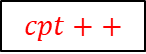 cpt + +